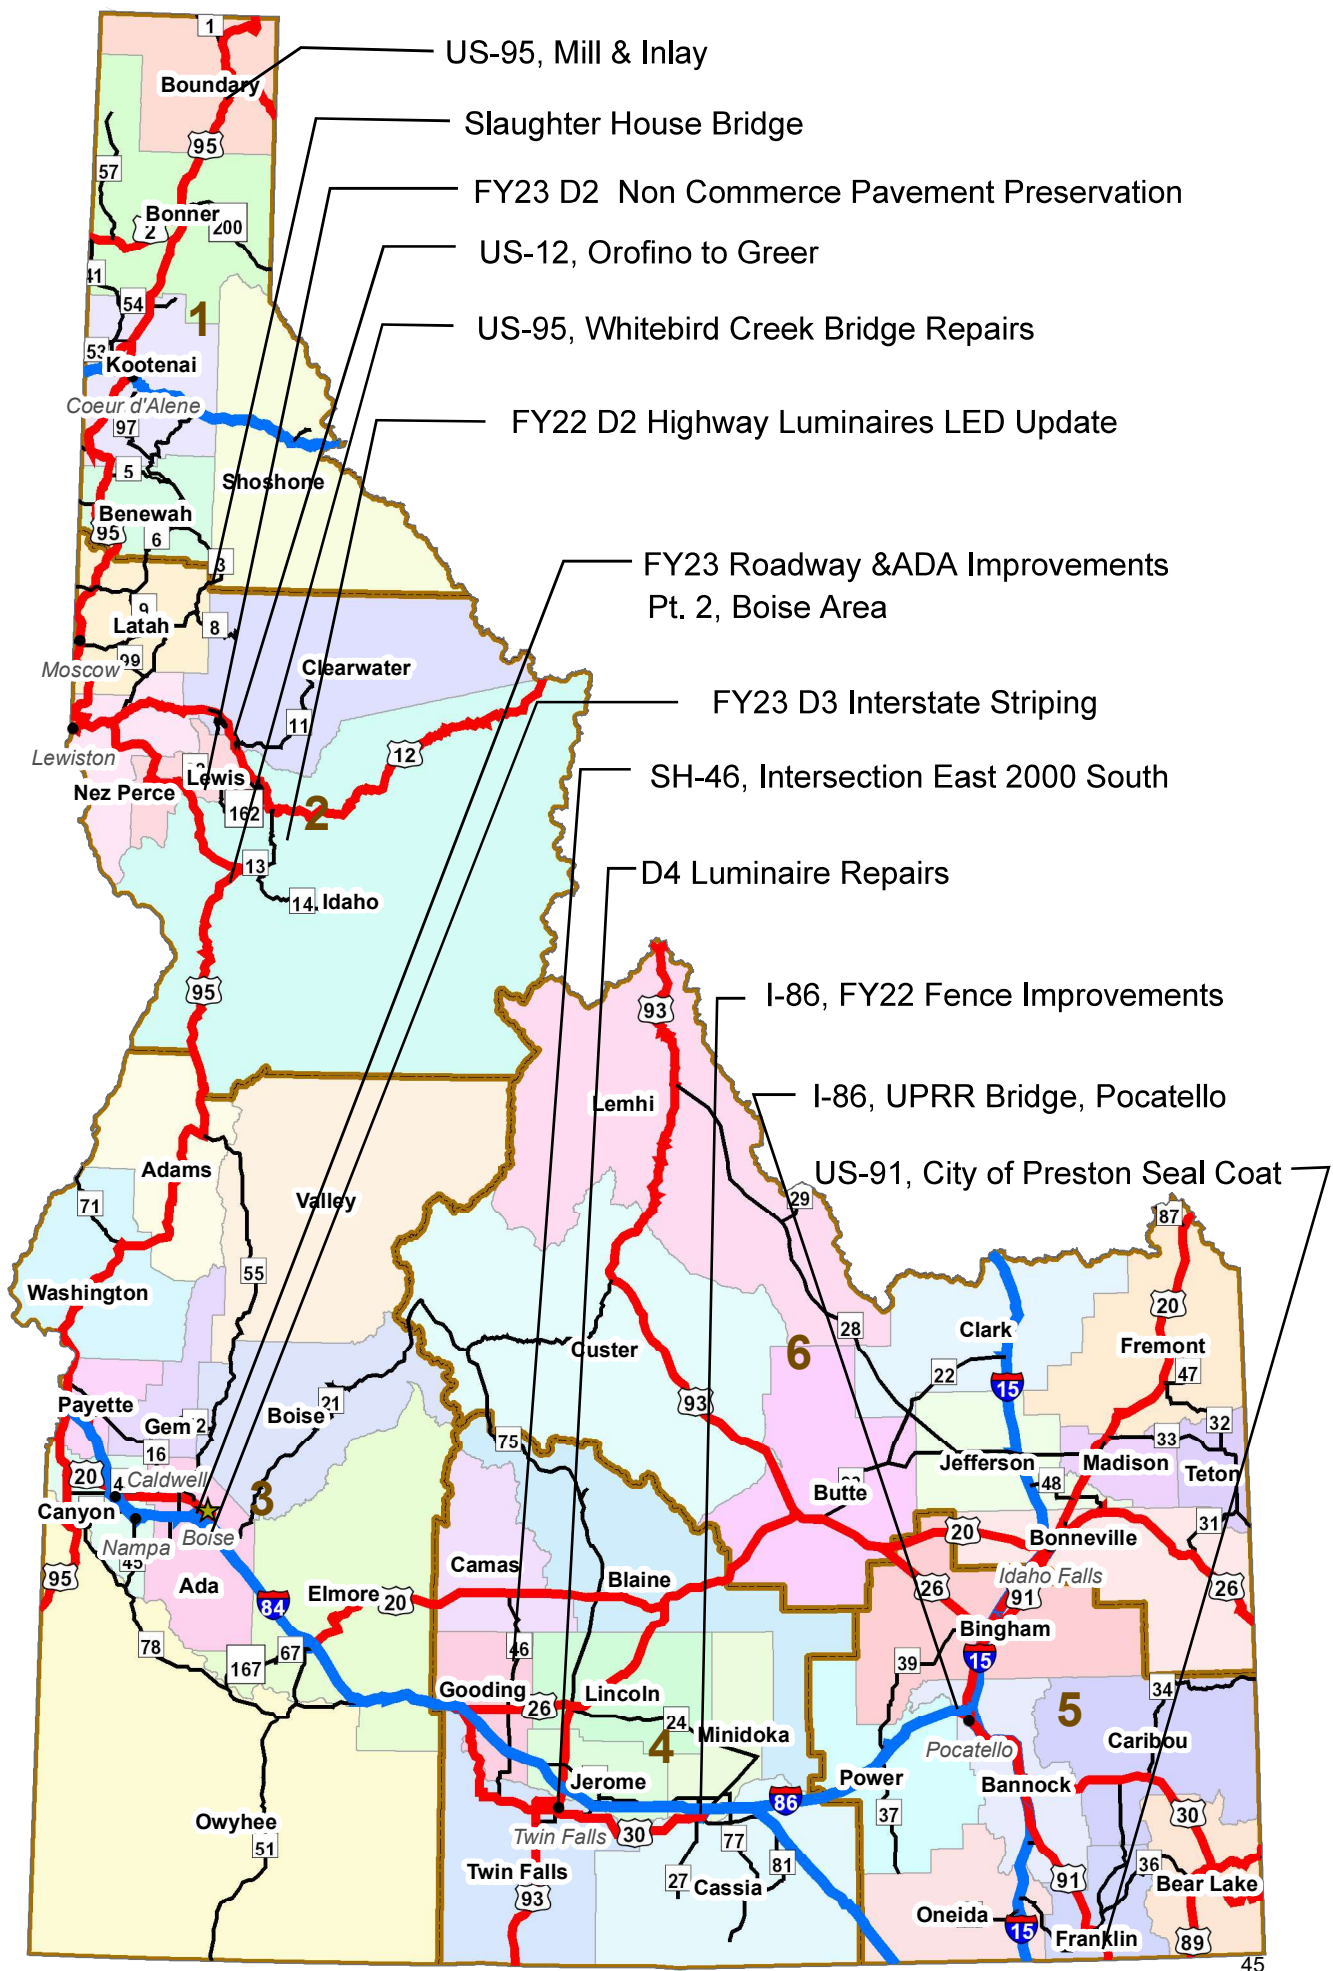 1
US-95, Mill & Inlay
Boundary
Slaughter House Bridge
95
57
FY23 D2 Non Commerce Pavement Preservation
Bonner
2
200
US-12, Orofino to Greer
41
54
1
US-95, Whitebird Creek Bridge Repairs
53
Kootenai
Coeur d'Alene
97
FY22 D2 Highway Luminaires LED Update
5
Shoshone
Benewah
95
6
3
FY23 Roadway &ADA Improvements
Pt. 2, Boise Area
9
Latah
8
99
Moscow
Clearwater
FY23 D3 Interstate Striping
11
12
Lewiston
Lewis
SH-46, Intersection East 2000 South
Nez Perce
162
2
13
D4 Luminaire Repairs
14
Idaho
95
93
I-86, FY22 Fence Improvements
Lemhi
I-86, UPRR Bridge, Pocatello
Adams
US-91, City of Preston Seal Coat
Valley
71
29
87
55
Washington
20
28
Clark
Fremont
Custer
6
22
47
15
93
Payette
21
Boise
Gem
32
16
75
33
20
4
Caldwell
Jefferson
Madison
Teton
48
3
Butte
Canyon
31
Nampa
Boise
20
Bonneville
45
Camas
Blaine
Idaho Falls
95
Ada
Elmore
20
26
91
26
84
Bingham
78
46
39
15
167
67
Gooding
26
Lincoln
34
24
5
Minidoka
4
Pocatello
Caribou
Jerome
Power
Bannock
86
30
Owyhee
37
51
Twin Falls
30
77
Twin Falls
27
81
36
93
Cassia
91
Bear Lake
Oneida
15
Franklin
89
45